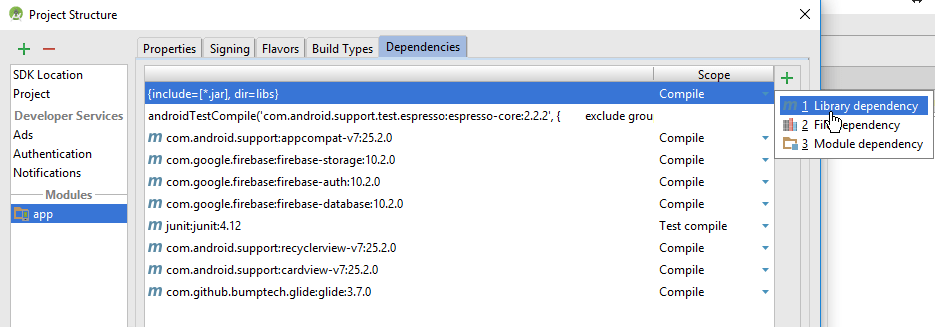 Project Structure
Properties Signing Flavors Build Types Dependencies
SDK Location
Project
Developer Services
Ads
Authentication
Notifications
Modules
app
Scope
{include=[*.jar], dir=libs} Compile
androidTestCompile('com.android.support.test.espresso:espresso-core:2.2.2', { exclude grou
m com.android.support:appcompat-v7:25.2.0 Compile
m com.google.firebase:firebase-storage:10.2.0 Compile
m com.google.firebase:firebase-auth:10.2.0 Compile
m com.google.firebase:firebase-database:10.2.0 Compile
m junit:junit:4.12 Test compile
m com.android.support:recyclerview-v7:25.2.0 Compile
m com.android.support:cardview-v7:25.2.0 Compile
m com.github.bumptech.glide:glide:3.7.0 Compile
m 1 Library dependency
2 File dependency
3 Module dependency